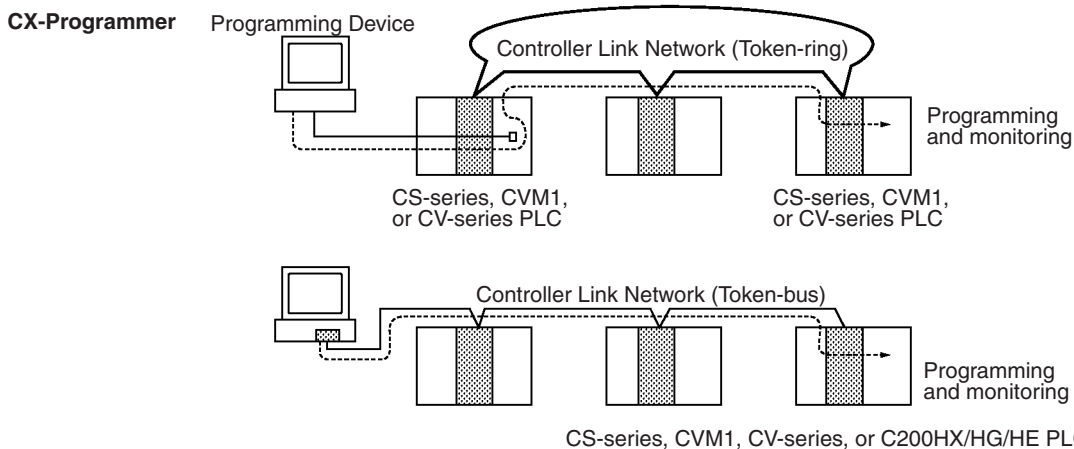 CX-Programmer
Programming Device
Controller Link Network (Token-ring)
Programming
and monitoring
CS-series, CVM1,
or CV-series PLC
CS-series, CVM1,
or CV-series PLC
Controller Link Network (Token-bus)
Programming
and monitoring
CS-series, CVM1, CV-series, or C200HX/HG/HE